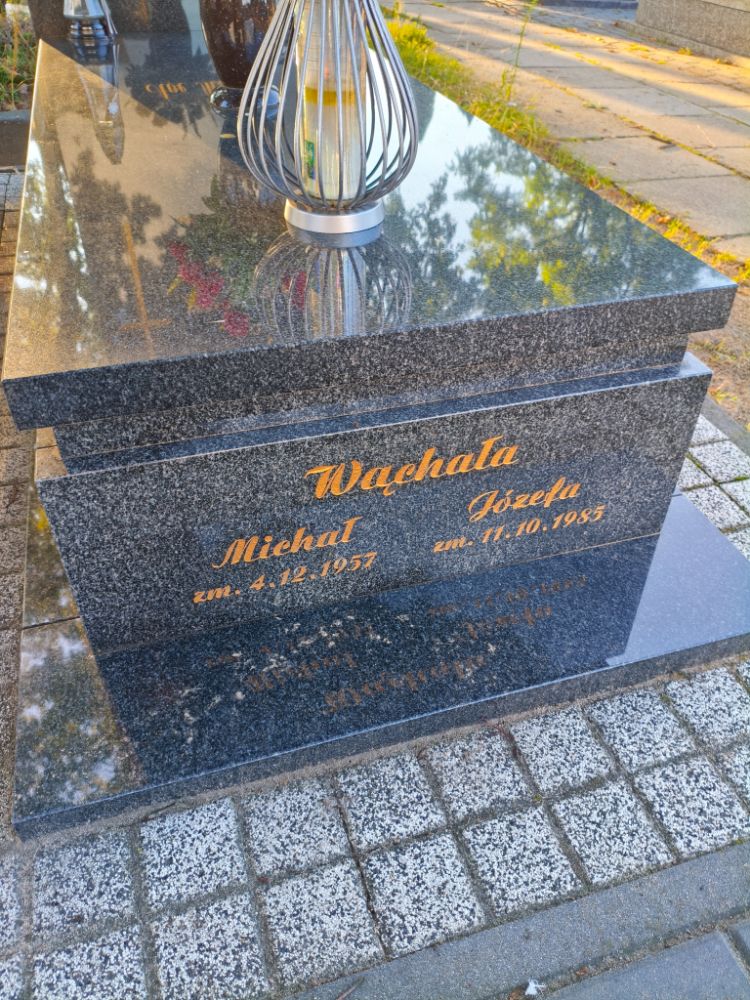 Wąchała
Michał Józefa
zm. 4.12.1957 zm. 11.10.1985